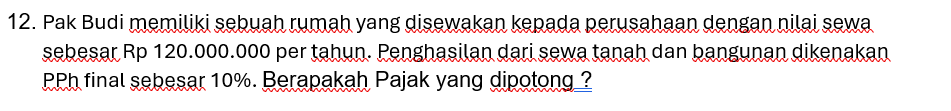 12. Pak Budi memiliki sebuah rumah yang disewakan kepada perusahaan dengan nilai sewa
sebesar Rp 120.000.000 per tahun. Penghasilan dari sewa tanah dan bangunan dikenakan
PPh final sebesar 10%. Berapakah Pajak yang dipotong ?